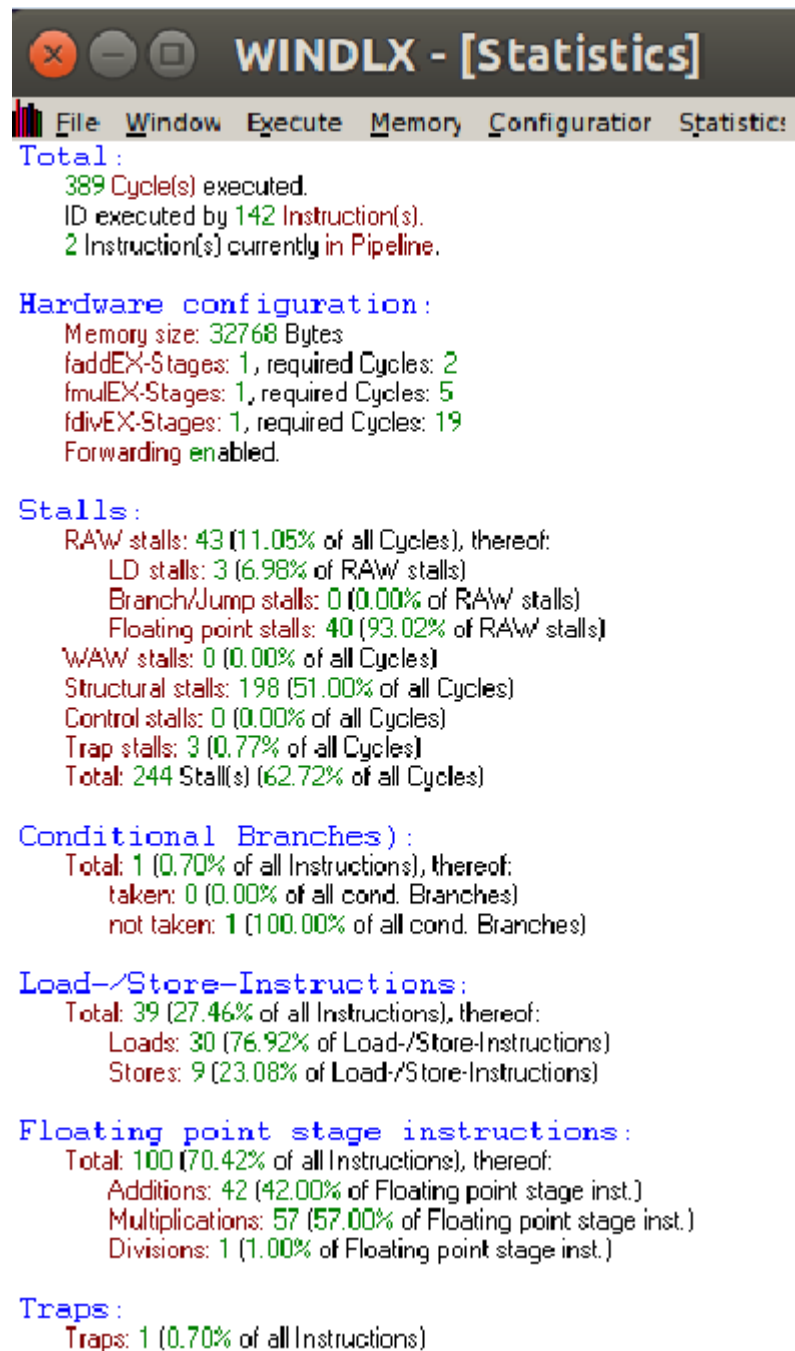 WINDLX - [Statistics]
File Window Execute Memory Configuration Statistics
Total:
389 Cycle(s) executed.
ID executed by 142 Instruction(s).
2 Instruction(s) currently in Pipeline.
Hardware configuration:
Memory size: 32768 Bytes
faddEX-Stages: 1, required Cycles: 2
fmulEX-Stages: 1, required Cycles: 5
fdivEX-Stages: 1, required Cycles: 19
Forwarding enabled.
Stalls:
RAW stalls: 43 (11.05% of all Cycles), thereof:
LD stalls: 3 (6.98% of RAW stalls)
Branch/Jump stalls: 0 (0.00% of RAW stalls)
Floating point stalls: 40 (93.02% of RAW stalls)
WAW stalls: 0 (0.00% of all Cycles)
Structural stalls: 198 (51.00% of all Cycles)
Control stalls: 0 (0.00% of all Cycles)
Trap stalls: 3 (0.77% of all Cycles)
Total: 244 Stall(s) (62.72% of all Cycles)
Conditional Branches):
Total: 1 (0.70% of all Instructions), thereof:
taken: 0 (0.00% of all cond. Branches)
not taken: 1 (100.00% of all cond. Branches)
Load-/Store-Instructions:
Total: 39 (27.46% of all Instructions), thereof:
Loads: 30 (76.92% of Load-/Store-Instructions)
Stores: 9 (23.08% of Load-/Store-Instructions)
Floating point stage instructions:
Total: 100 (70.42% of all Instructions), thereof:
Additions: 42 (42.00% of Floating point stage inst.)
Multiplications: 57 (57.00% of Floating point stage inst.)
Divisions: 1 (1.00% of Floating point stage inst.)
Traps:
Traps: 1 (0.70% of all Instructions)